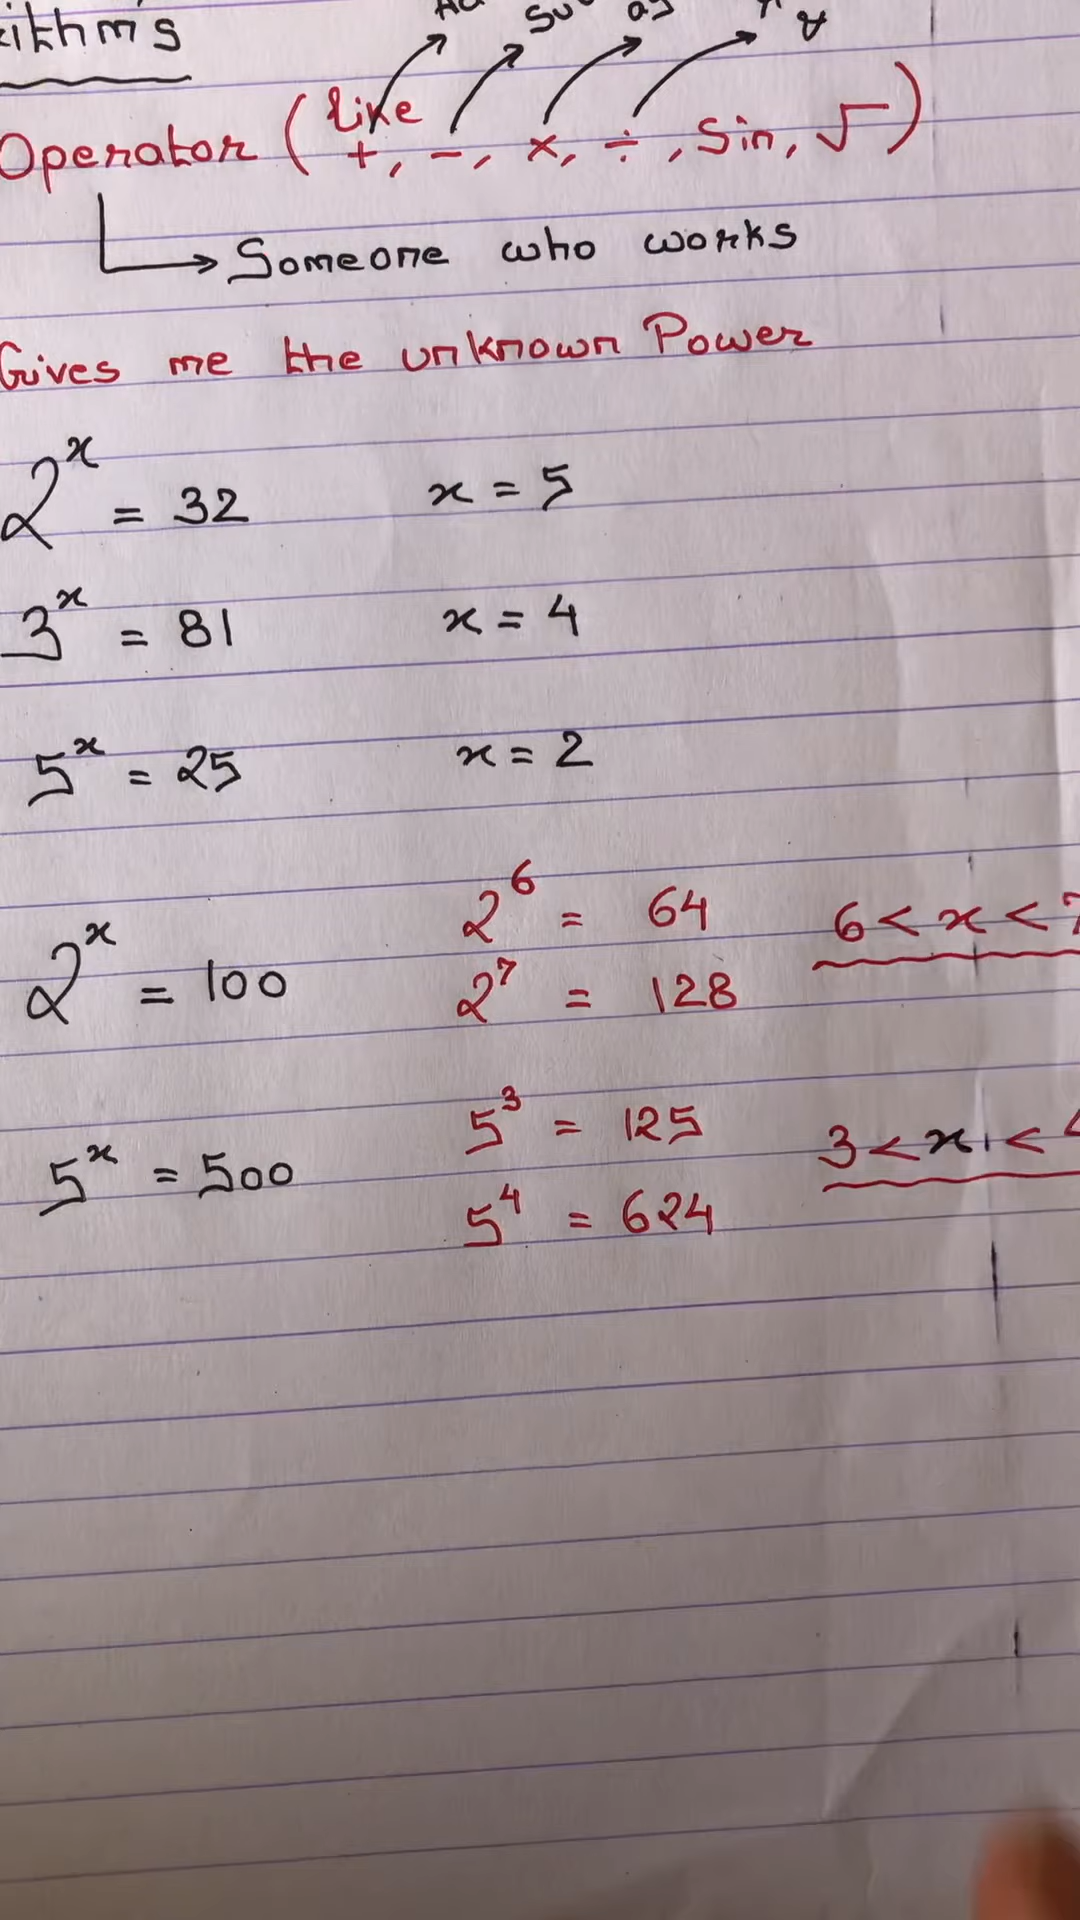 like
Operator ( +, -, ×, ÷, Sin, √ )
Someone who works
Gives me the unknown Power
2^x = 32 x = 5
3^x = 81 x = 4
5^x = 25 x = 2
2^x = 100 2^6 = 64 6 < x < 7
2^7 = 128
5^x = 500 5^3 = 125 3 < x <
5^4 = 624